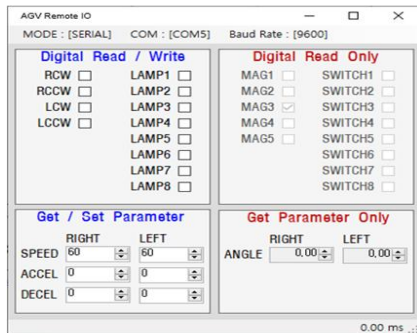 AGV Remote IO
MODE : [SERIAL] COM : [COM5] Baud Rate : [9600]
Digital Read / Write
RCW LAMP1
RCCW LAMP2
LCW LAMP3
LCCW LAMP4
LAMP5
LAMP6
LAMP7
LAMP8
Digital Read Only
MAG1 SWITCH1
MAG2 SWITCH2
MAG3 SWITCH3
MAG4 SWITCH4
MAG5 SWITCH5
SWITCH6
SWITCH7
SWITCH8
Get / Set Parameter
RIGHT LEFT
SPEED 60 60
ACCEL 0 0
DECEL 0 0
Get Parameter Only
RIGHT LEFT
ANGLE 0,00 0,00
0.00 ms